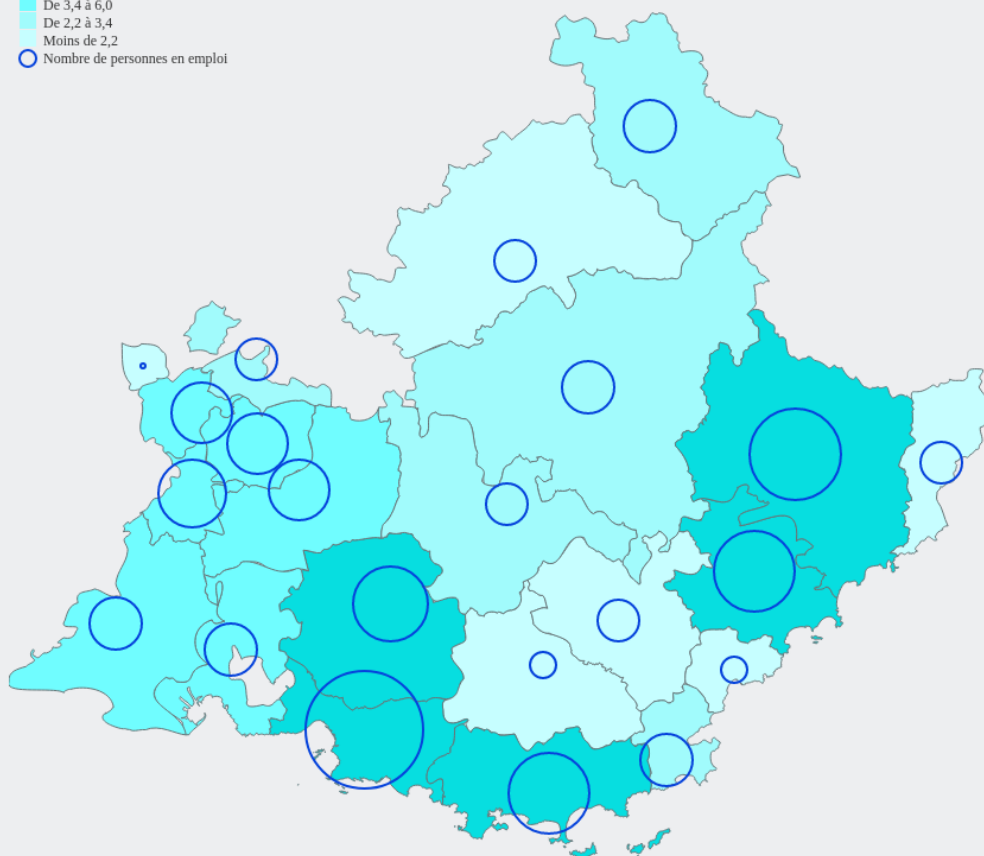 De 3,4 à 6,0
De 2,2 à 3,4
Moins de 2,2
Nombre de personnes en emploi